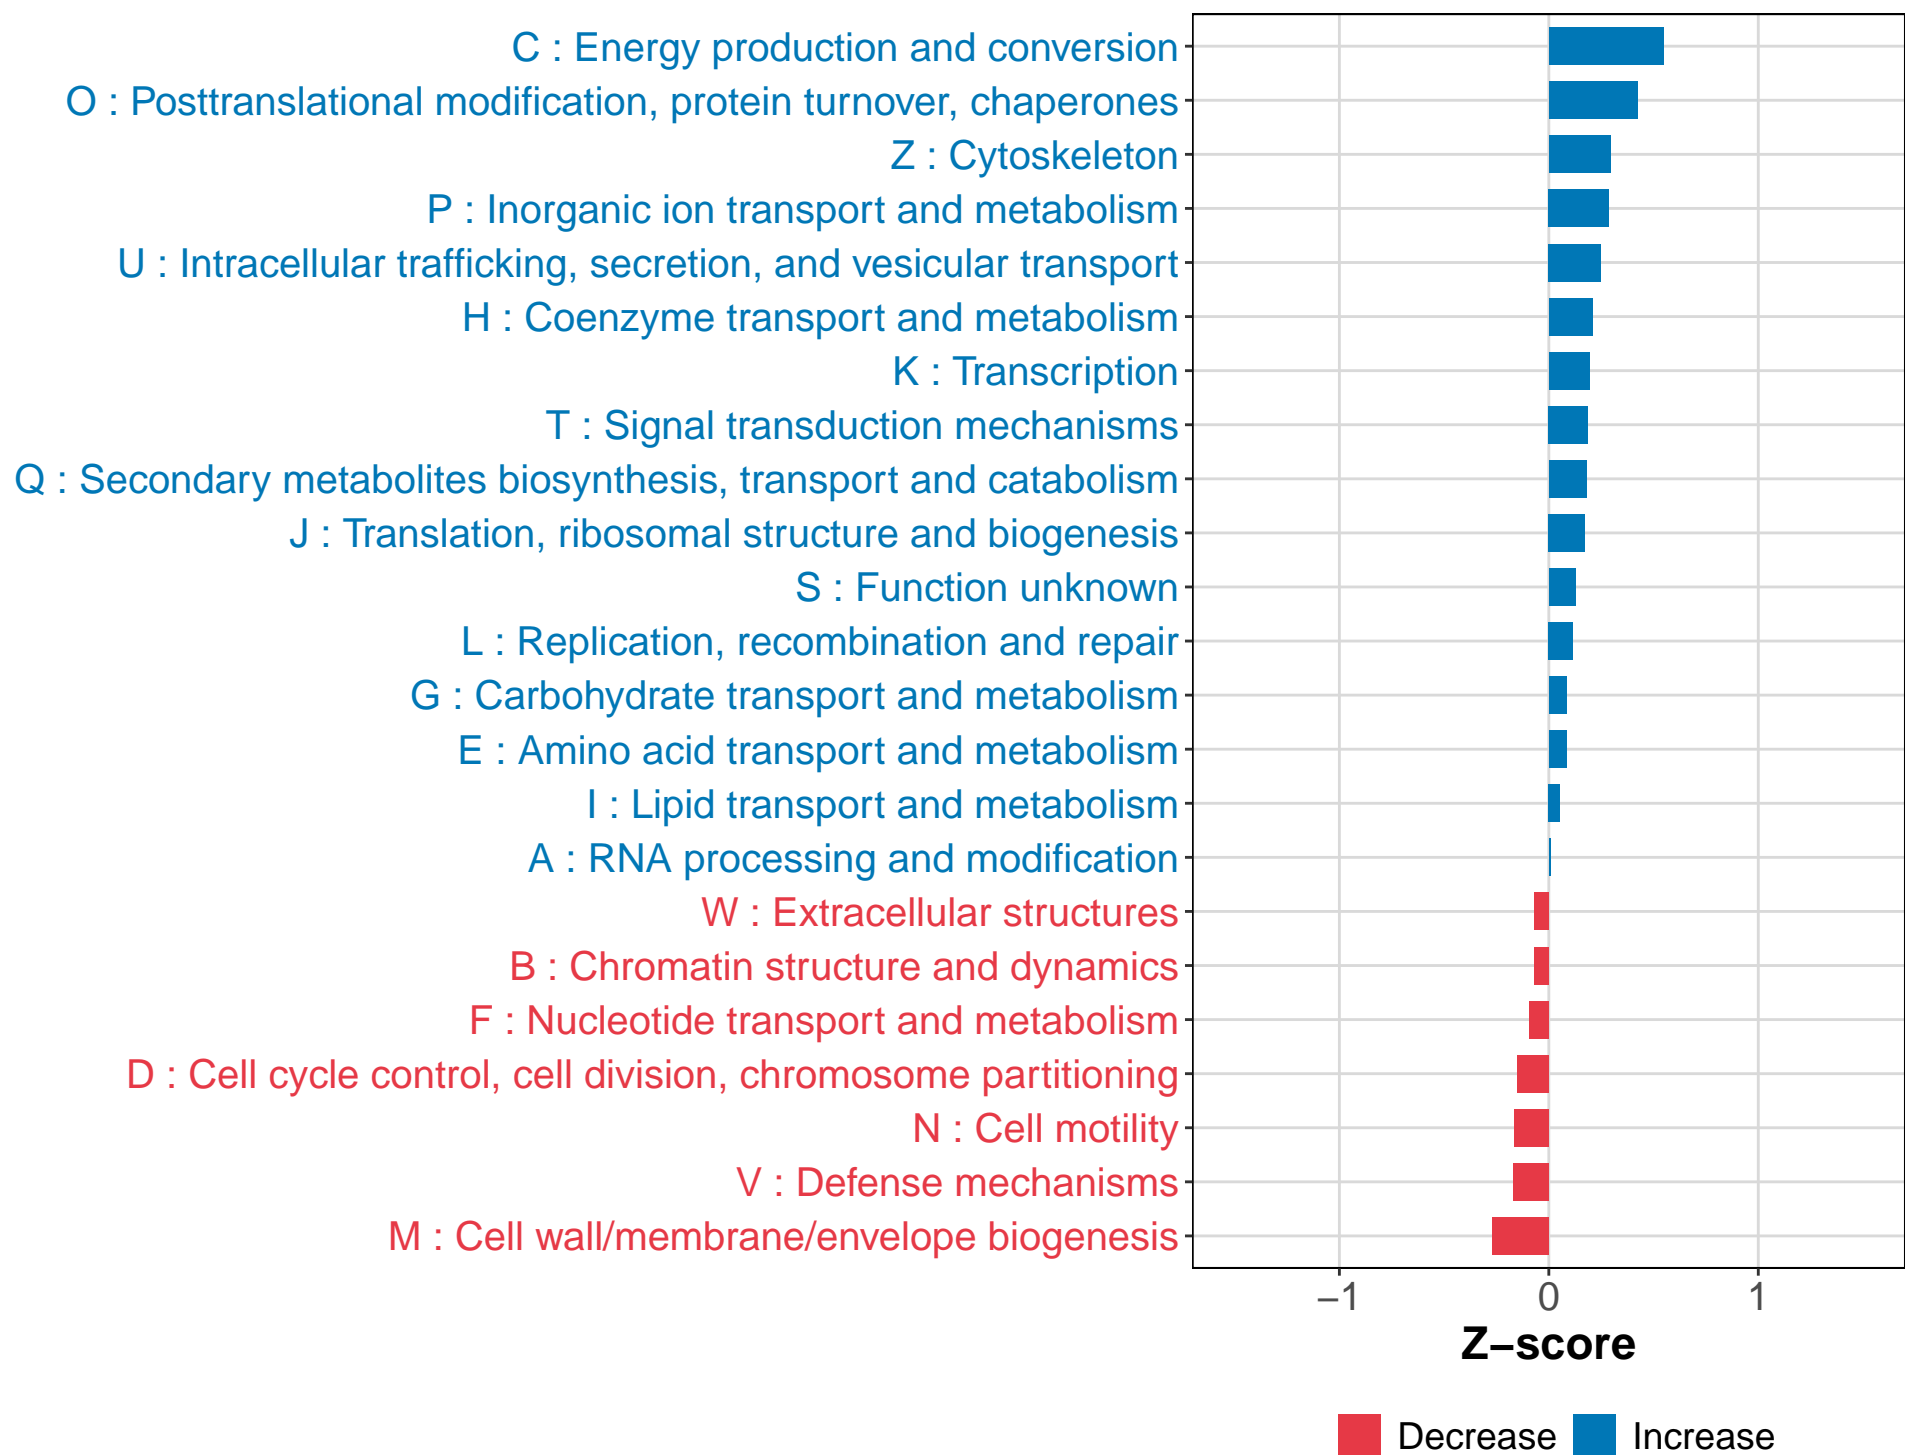 C : Energy production and conversion
O : Posttranslational modification, protein turnover, chaperones
Z : Cytoskeleton
P : Inorganic ion transport and metabolism
U : Intracellular trafficking, secretion, and vesicular transport
H : Coenzyme transport and metabolism
K : Transcription
T : Signal transduction mechanisms
Q : Secondary metabolites biosynthesis, transport and catabolism
J : Translation, ribosomal structure and biogenesis
S : Function unknown
L : Replication, recombination and repair
G : Carbohydrate transport and metabolism
E : Amino acid transport and metabolism
I : Lipid transport and metabolism
A : RNA processing and modification
W : Extracellular structures
B : Chromatin structure and dynamics
F : Nucleotide transport and metabolism
D : Cell cycle control, cell division, chromosome partitioning
N : Cell motility
V : Defense mechanisms
M : Cell wall/membrane/envelope biogenesis
−1 0 1
Z−score
Decrease Increase